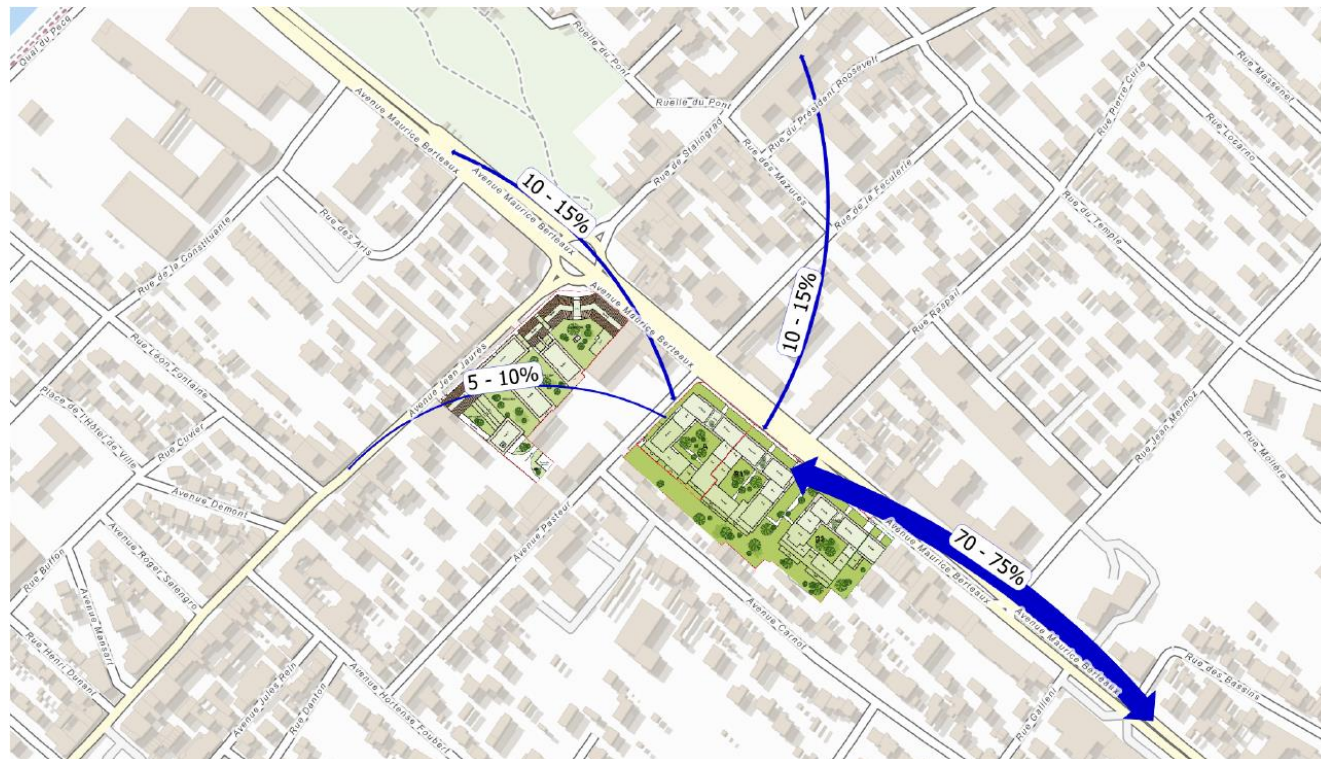 Quai du Pecq
Ruelle du Pont
Rue Massenet
Rue Pierre Curie
Avenue Maurice Berteaux
Ruelle du Pont
Rue du Président Roosevelt
Rue Locarno
Rue de Stalingrad
Avenue Maurice Berteaux
10 - 15%
Rue des Mazures
Rue de la Féculerie
Rue du Temple
Rue des Arts
Avenue Maurice Berteaux
Rue de la Constituante
Avenue Maurice Berteaux
10 - 15%
Rue Raspail
Rue Léon Fontaine
Avenue Jean Jaurès
5 - 10%
Place de l'Hôtel de Ville
Rue Cuvier
Rue Jean Mermoz
Rue Molière
Avenue Demont
Avenue Pasteur
Avenue Maurice Berteaux
70 - 75%
Rue Buffon
Avenue Roger Salengro
Avenue Mansart
Avenue Carnot
Avenue Maurice Berteaux
Rue Henri Dunant
Avenue Jules Rein
Rue Danton
Avenue Hortense Foubert
Rue Gallieni
Rue des Bassins